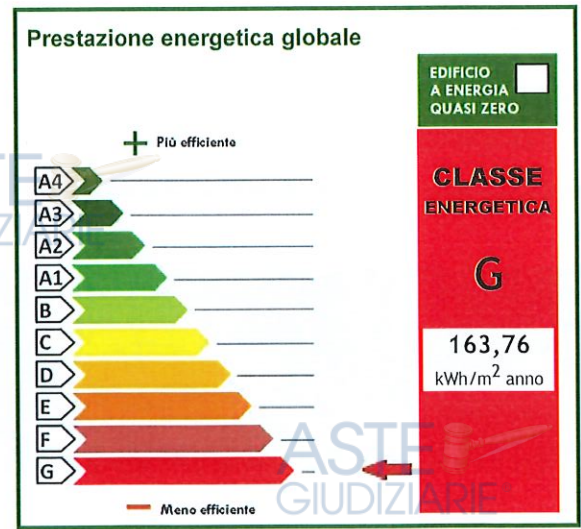 Prestazione energetica globale
EDIFICIO
A ENERGIA
QUASI ZERO
+ Più efficiente
A4
A3
A2
A1
B
C
D
E
F
G
— Meno efficiente
CLASSE
ENERGETICA
G
163,76
kWh/m² anno
ASTE
GIUDIZIARIE®